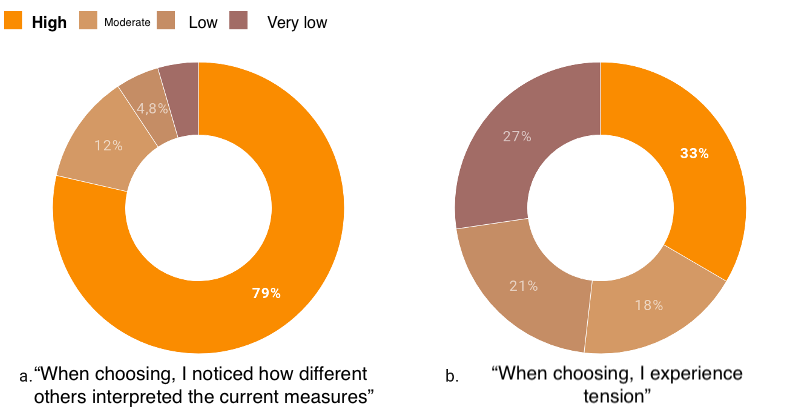 High Moderate Low Very low
4,8%
12%
79%
27%
33%
21%
18%
a. “When choosing, I noticed how different
others interpreted the current measures”
b. “When choosing, I experience
tension”